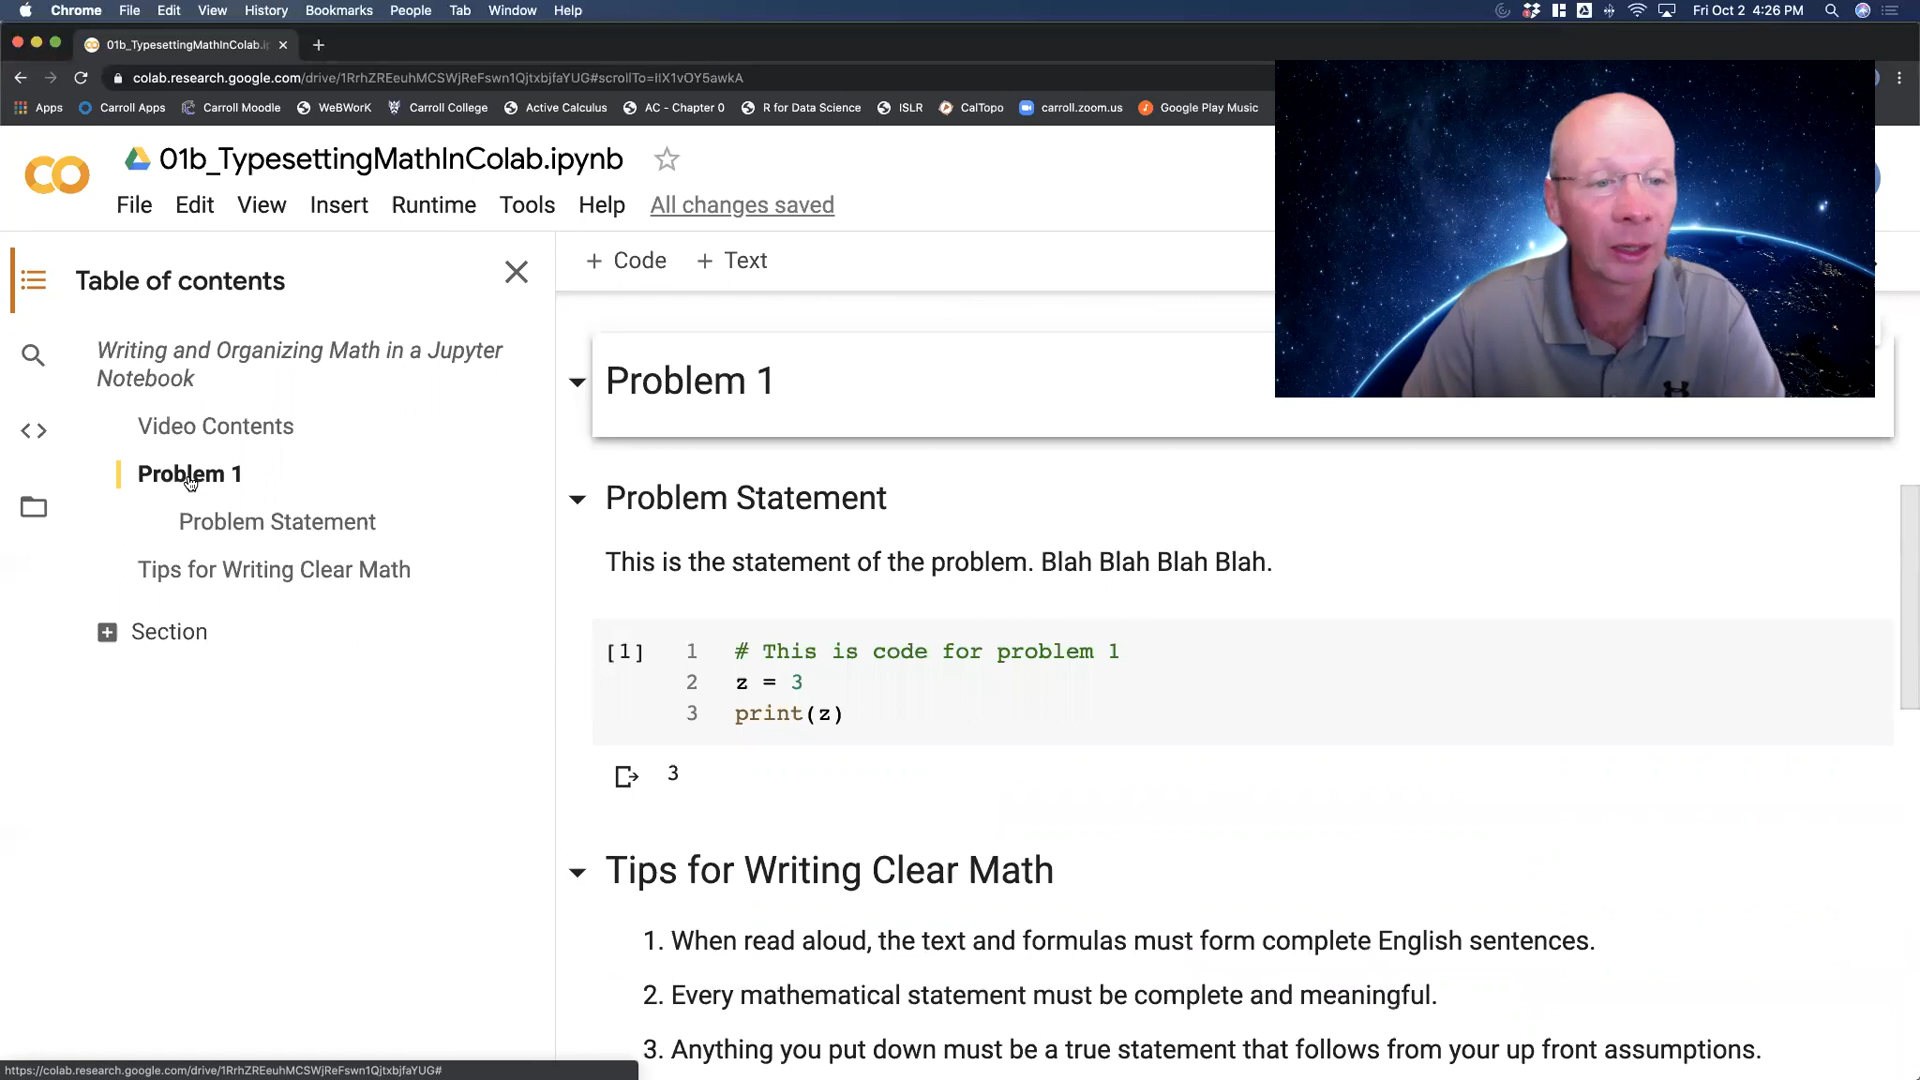 Chrome File Edit View History Bookmarks People Tab Window Help Fri Oct 2 4:26 PM
01b_TypesettingMathInColab.i
colab.research.google.com/drive/1RrhZREeuhMCSWjReFswn1QjtxbjfaYUG#scrollTo=IIX1vOY5awkA
Apps Carroll Apps Carroll Moodle WeBWorK Carroll College Active Calculus AC - Chapter 0 R for Data Science ISLR CalTopo carroll.zoom.us Google Play Music
01b_TypesettingMathInColab.ipynb
File Edit View Insert Runtime Tools Help All changes saved
Table of contents
+ Code + Text
Writing and Organizing Math in a Jupyter
Notebook
Video Contents
Problem 1
Problem Statement
Tips for Writing Clear Math
Section
Problem 1
Problem Statement
This is the statement of the problem. Blah Blah Blah Blah.
[1] 1 # This is code for problem 1
2 z = 3
3 print(z)
3
Tips for Writing Clear Math
1. When read aloud, the text and formulas must form complete English sentences.
2. Every mathematical statement must be complete and meaningful.
3. Anything you put down must be a true statement that follows from your up front assumptions.
https://colab.research.google.com/drive/1RrhZREeuhMCSWjReFswn1QjtxbjfaYUG#